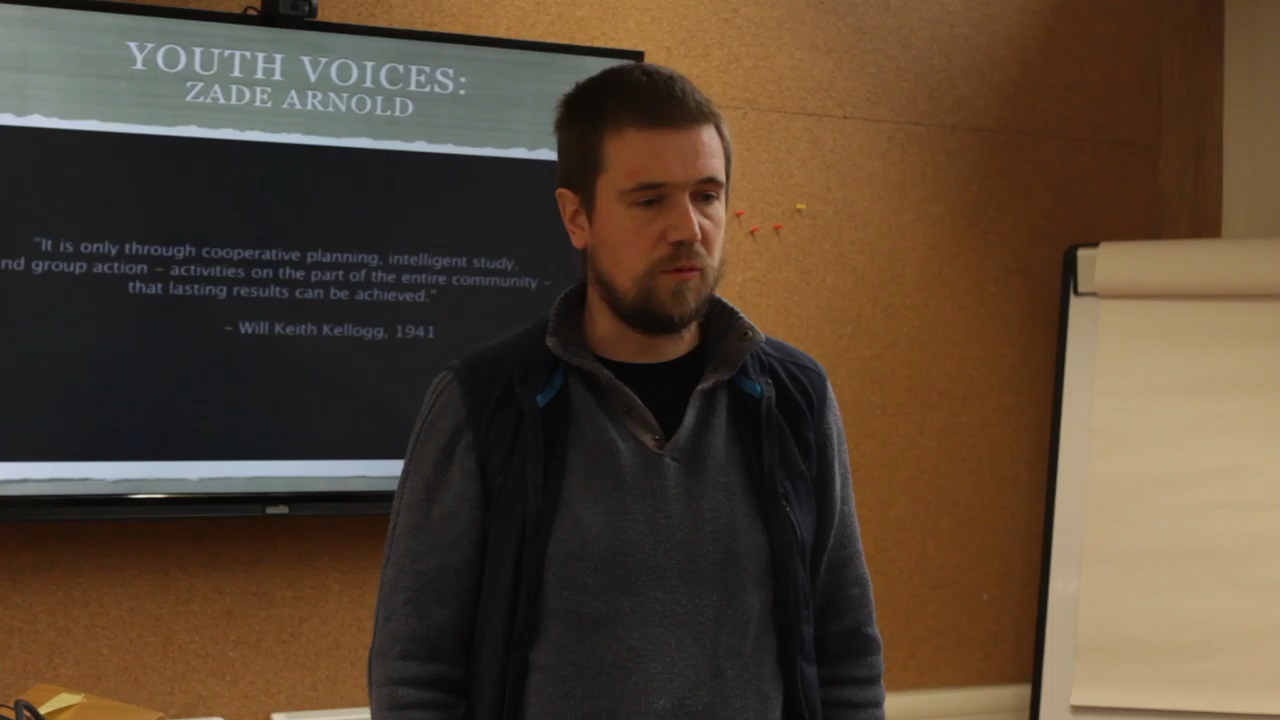 YOUTH VOICES:
ZADE ARNOLD
"It is only through cooperative planning, intelligent study,
nd group action – activities on the part of the entire community –
that lasting results can be achieved."
– Will Keith Kellogg, 1941